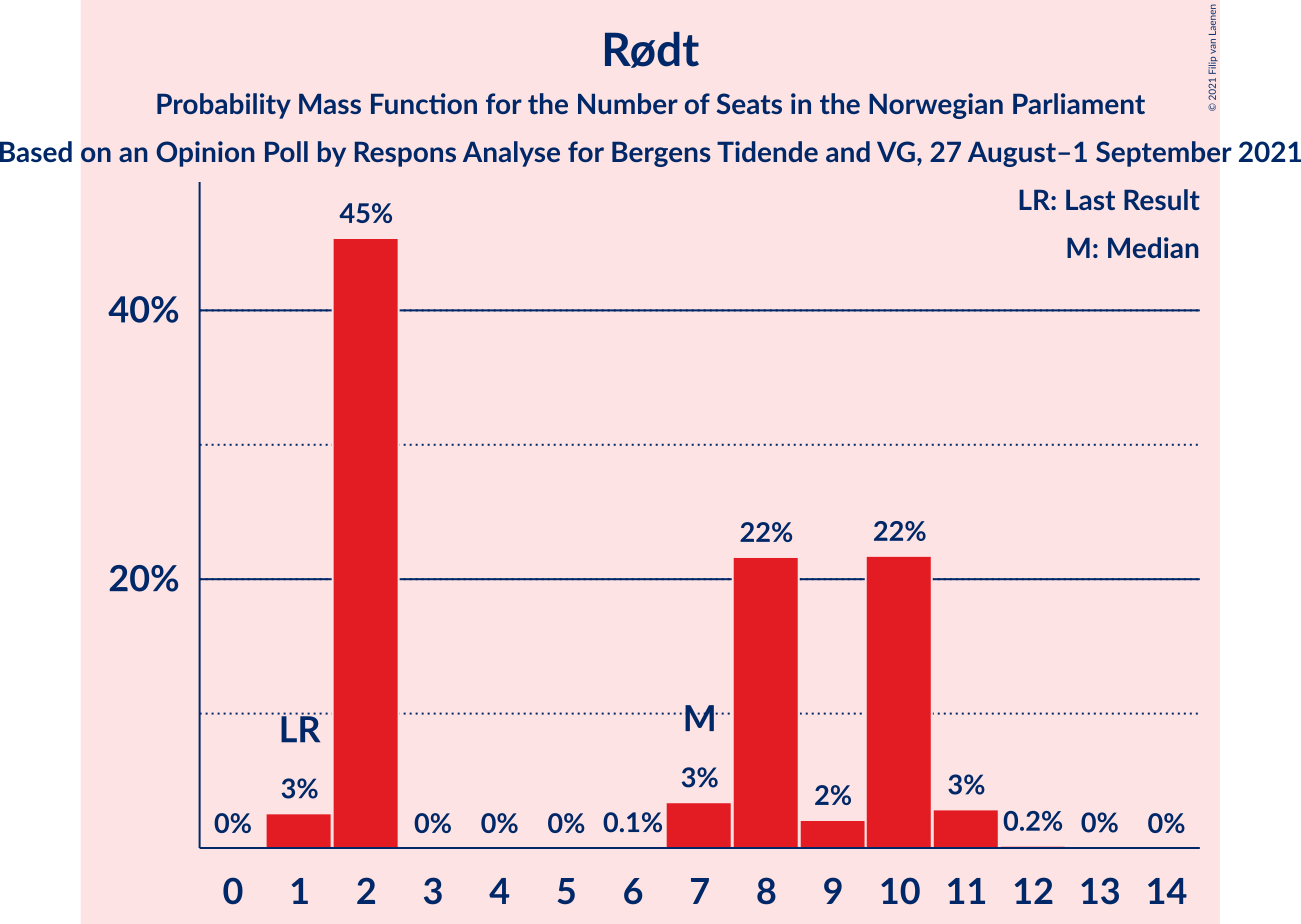 Rødt
Probability Mass Function for the Number of Seats in the Norwegian Parliament
Based on an Opinion Poll by Respons Analyse for Bergens Tidende and VG, 27 August–1 September 2021
© 2021 Filip van Laenen
LR: Last Result
M: Median
45%
40%
22% 22%
20%
LR M
3% 3% 2% 3%
0% 0% 0% 0% 0.1% 0.2% 0% 0%
0 1 2 3 4 5 6 7 8 9 10 11 12 13 14